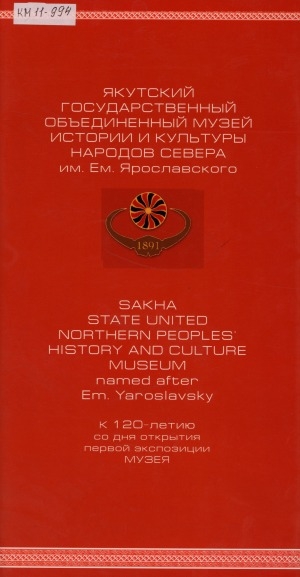 КМ 11-994
ЯКУТСКИЙ
ГОСУДАРСТВЕННЫЙ
ОБЪЕДИНЕННЫЙ МУЗЕЙ
ИСТОРИИ И КУЛЬТУРЫ
НАРОДОВ СЕВЕРА
им. Ем. Ярославского
1891
SAKHA
STATE UNITED
NORTHERN PEOPLES'
HISTORY AND CULTURE
MUSEUM
named after
Em. Yaroslavsky
к 120-летию
со дня открытия
первой экспозиции
МУЗЕЯ